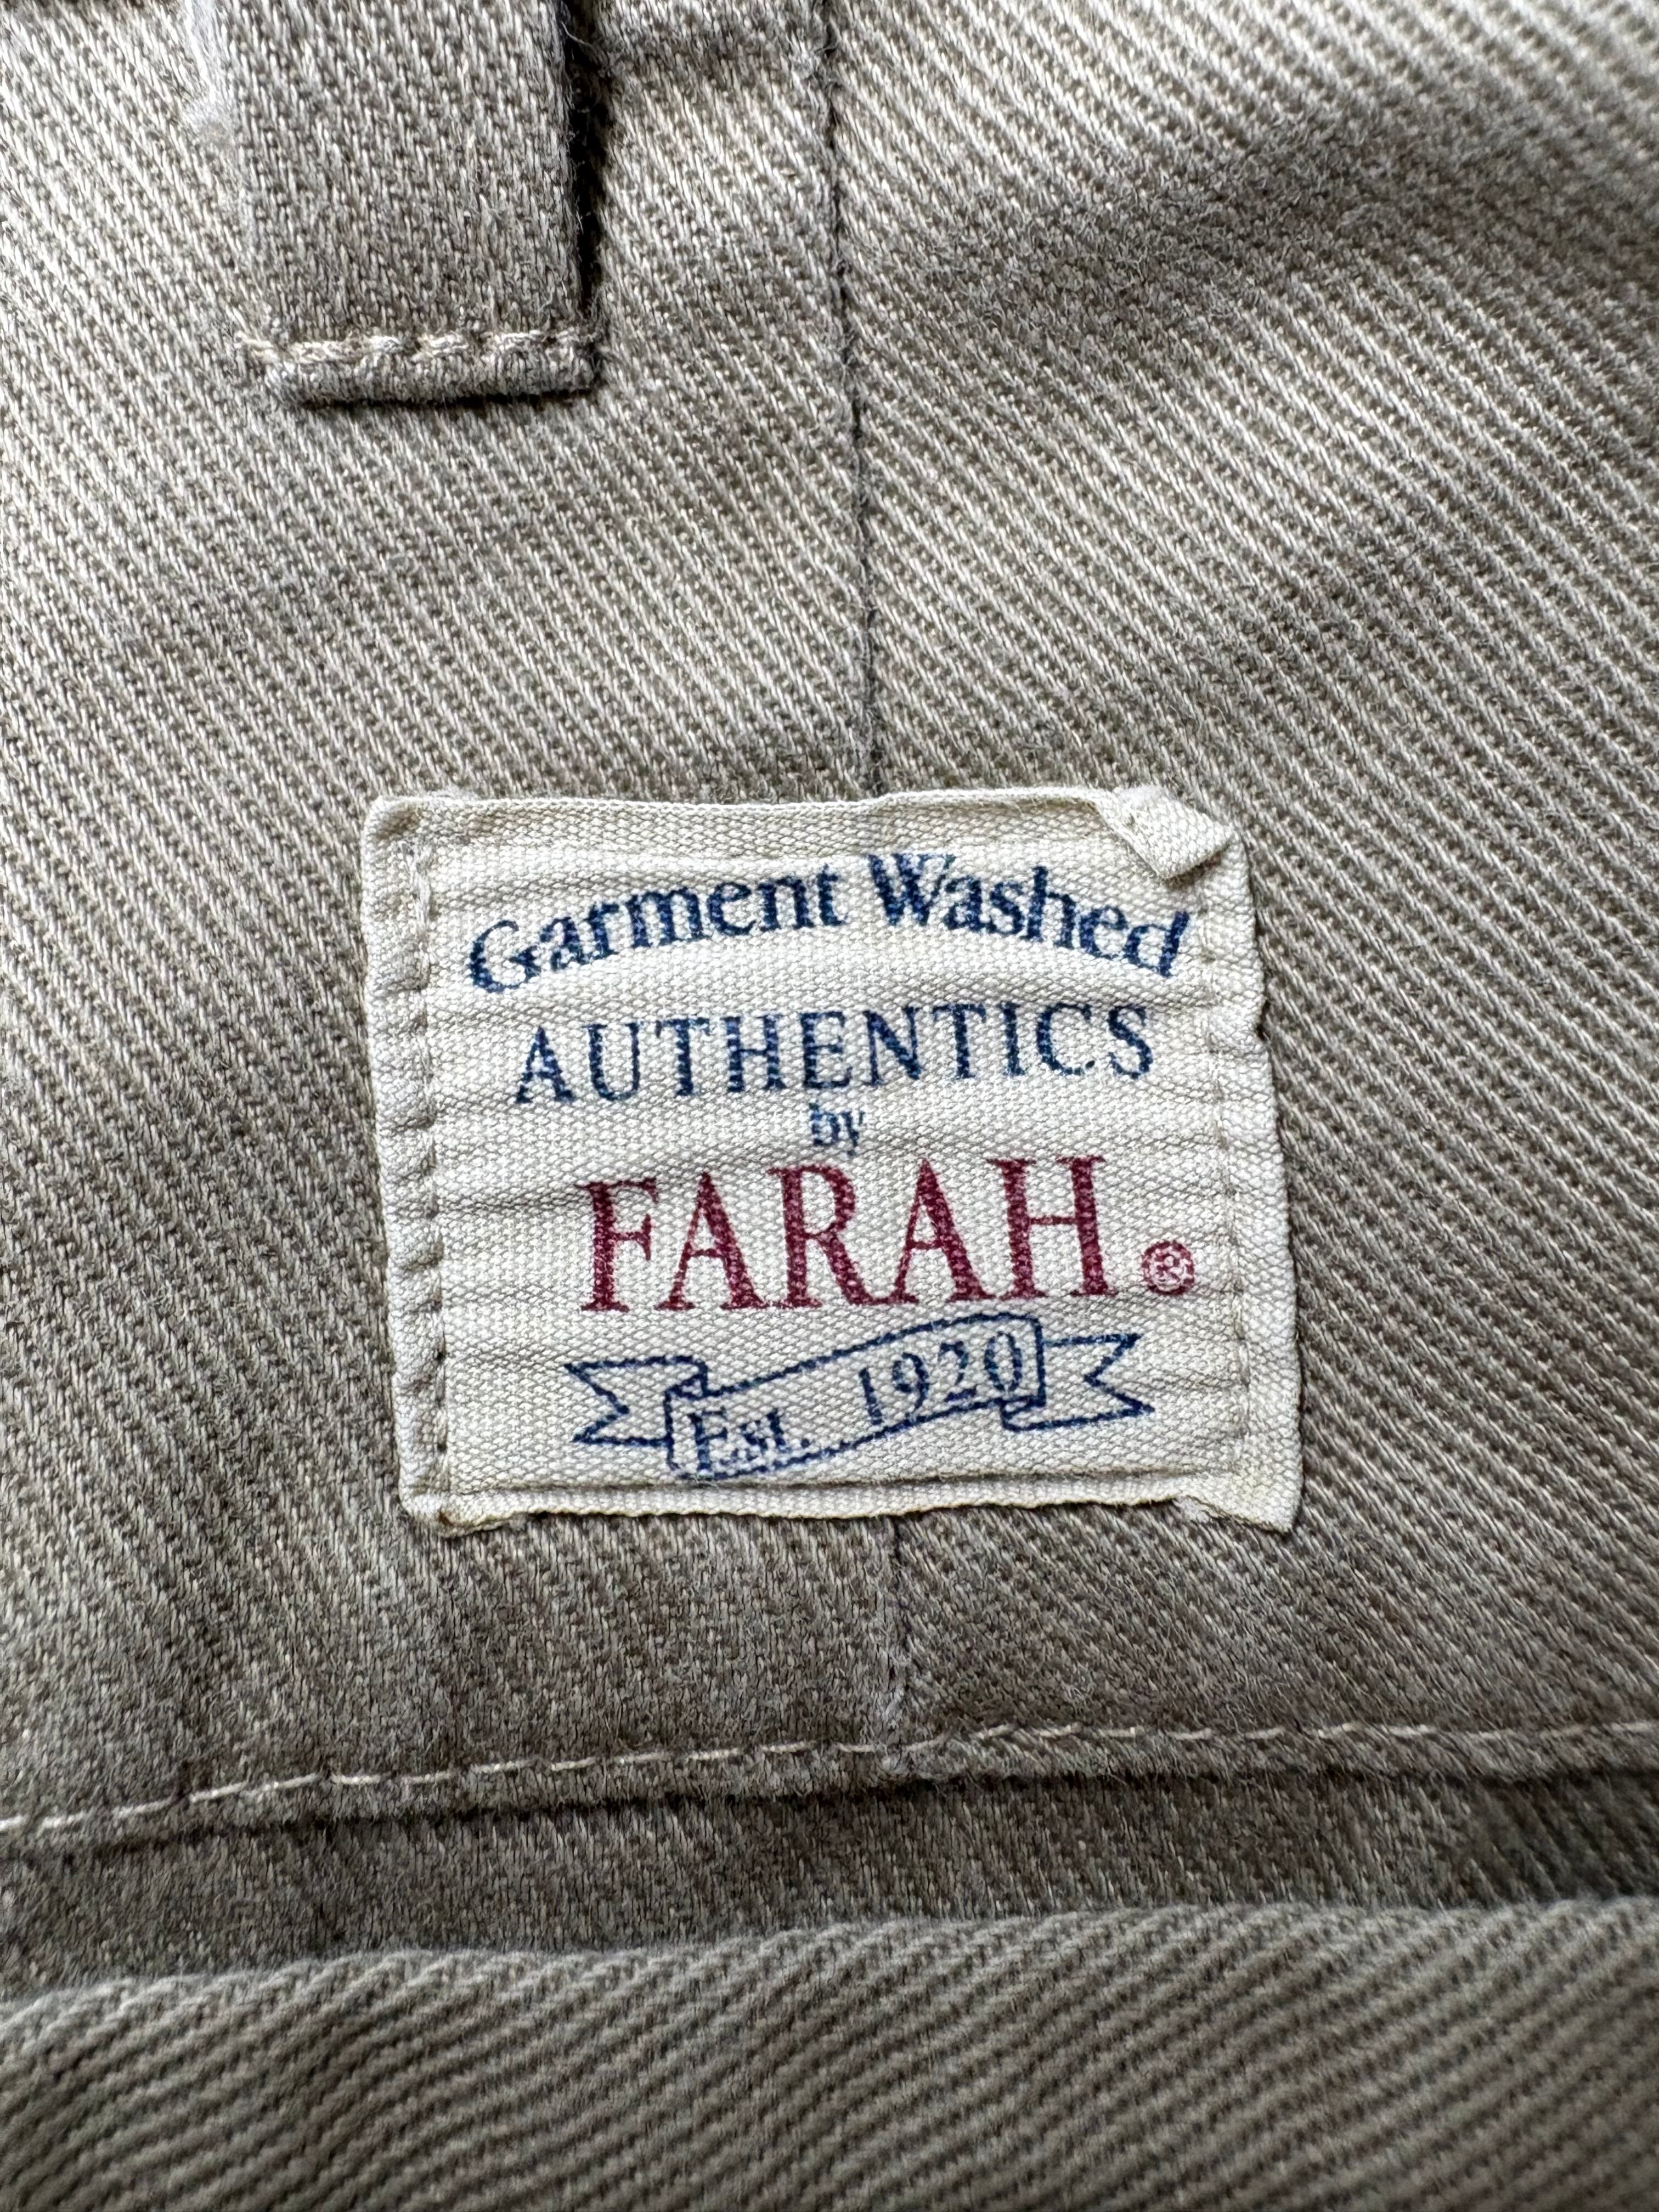 Garment Washed
AUTHENTICS
by
FARAH®
Est. 1920